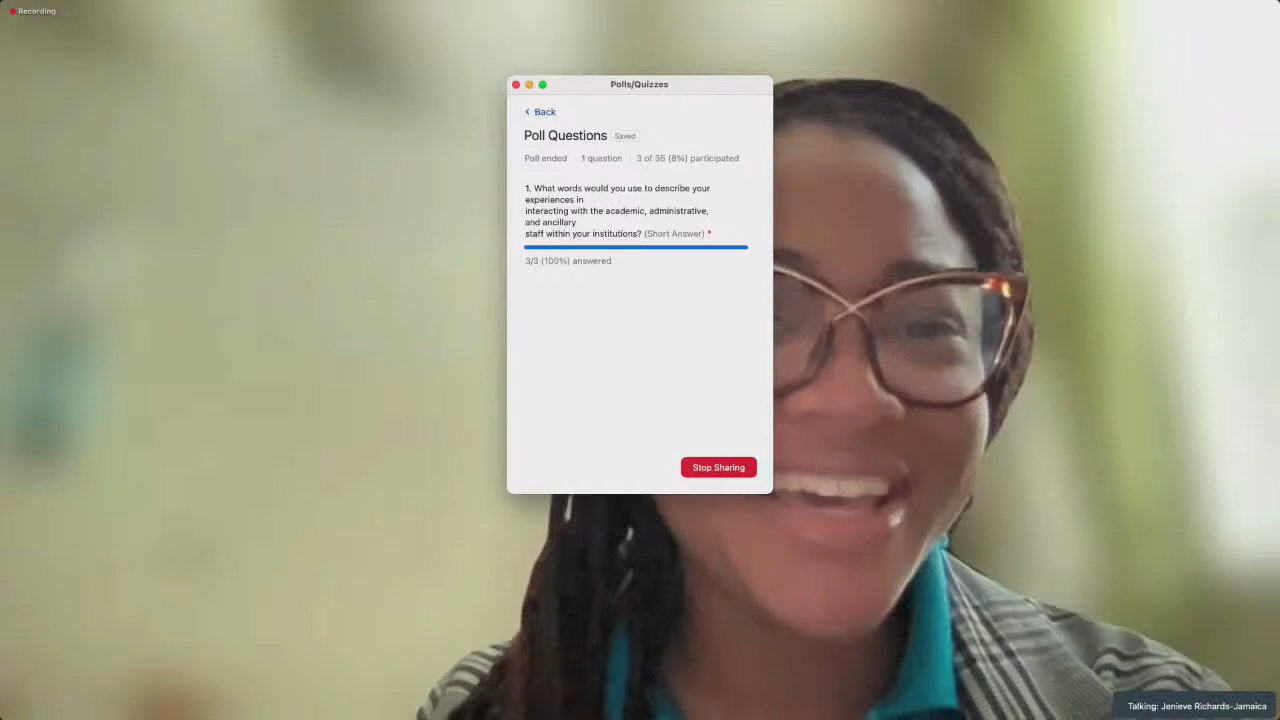 Recording
Polls/Quizzes
Back
Poll Questions Saved
Poll ended 1 question 3 of 35 (8%) participated
1. What words would you use to describe your
experiences in
interacting with the academic, administrative,
and ancillary
staff within your institutions? (Short Answer) *
3/3 (100%) answered
Stop Sharing
Talking: Jenieve Richards-Jamaica